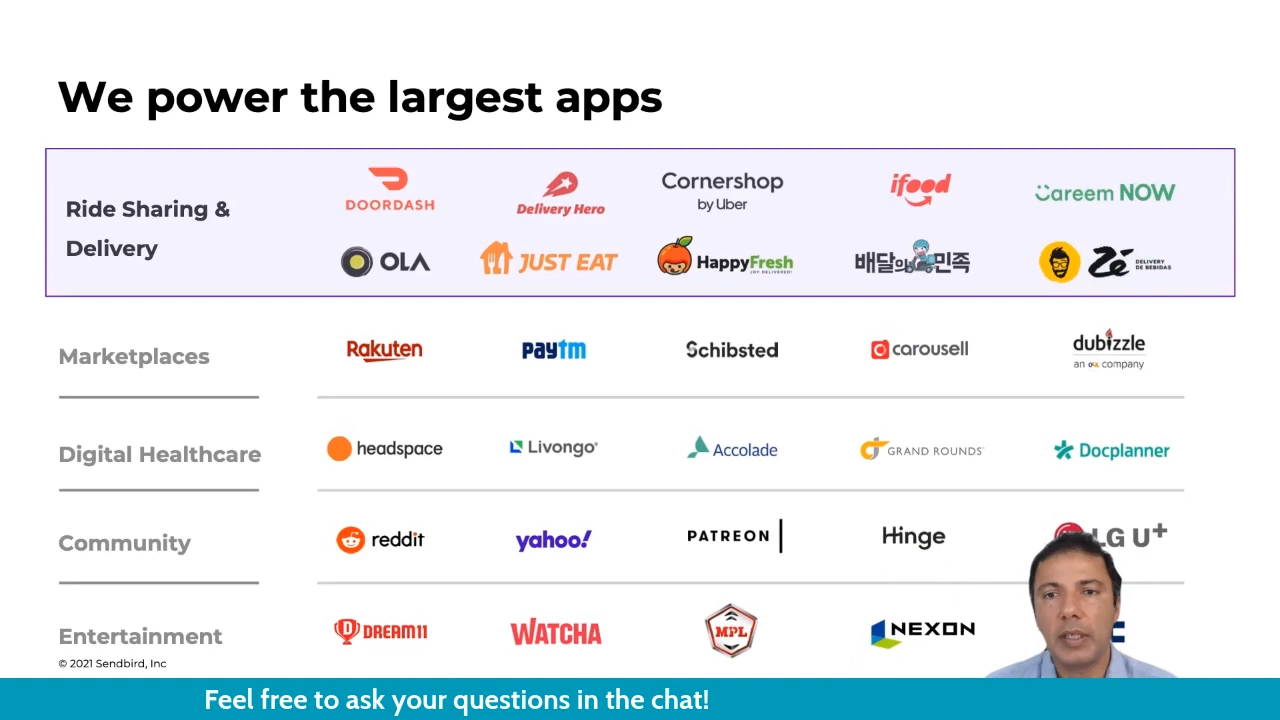 We power the largest apps
Ride Sharing &
Delivery
DOORDASH
Delivery Hero
Cornershop
by Uber
ifood
Careem NOW
OLA
JUST EAT
HappyFresh
JOY DELIVERED!
배달의민족
Zé DELIVERY
DE BEBIDAS
Marketplaces
Rakuten
paytm
Schibsted
carousell
dubizzle
an olx company
Digital Healthcare
headspace
Livongo®
Accolade
GRAND ROUNDS
Docplanner
Community
reddit
yahoo!
PATREON
Hinge
LG U+
Entertainment
DREAM11
WATCHA
MPL
NEXON
© 2021 Sendbird, Inc
Feel free to ask your questions in the chat!